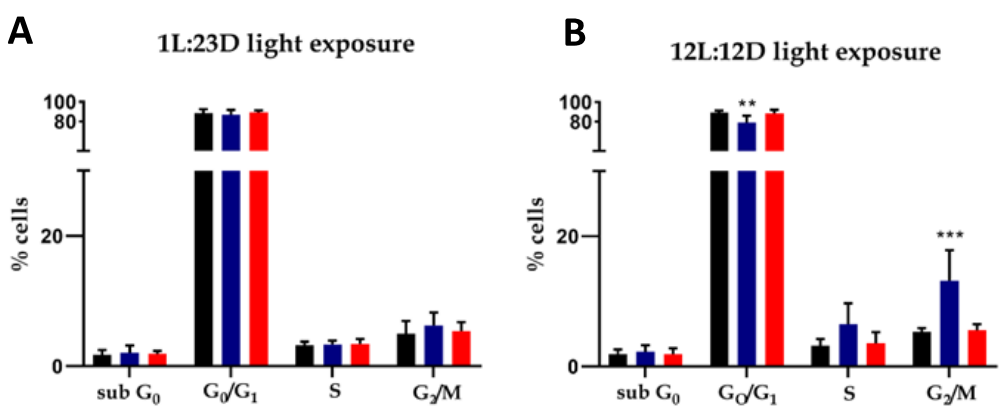 A
1L:23D light exposure
100
80
20
0
% cells
sub G₀
G₀/G₁
S
G₂/M
B
12L:12D light exposure
100
80
20
0
% cells
**
***
sub G₀
G_O/G₁
S
G₂/M